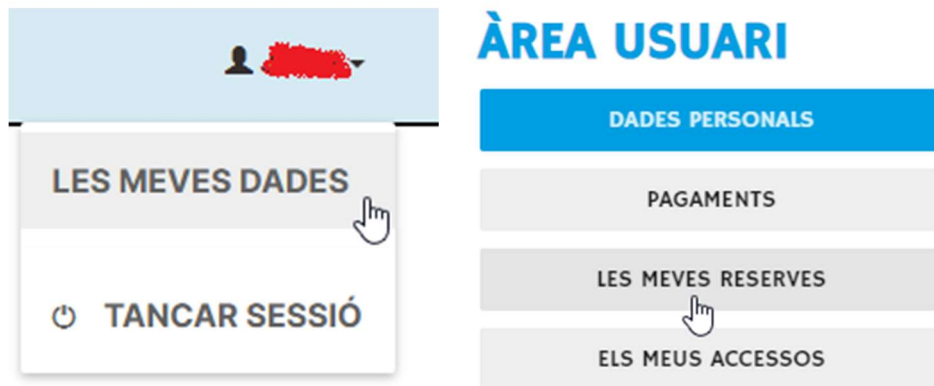 LES MEVES DADES
TANCAR SESSIÓ
ÀREA USUARI
DADES PERSONALS
PAGAMENTS
LES MEVES RESERVES
ELS MEUS ACCESSOS